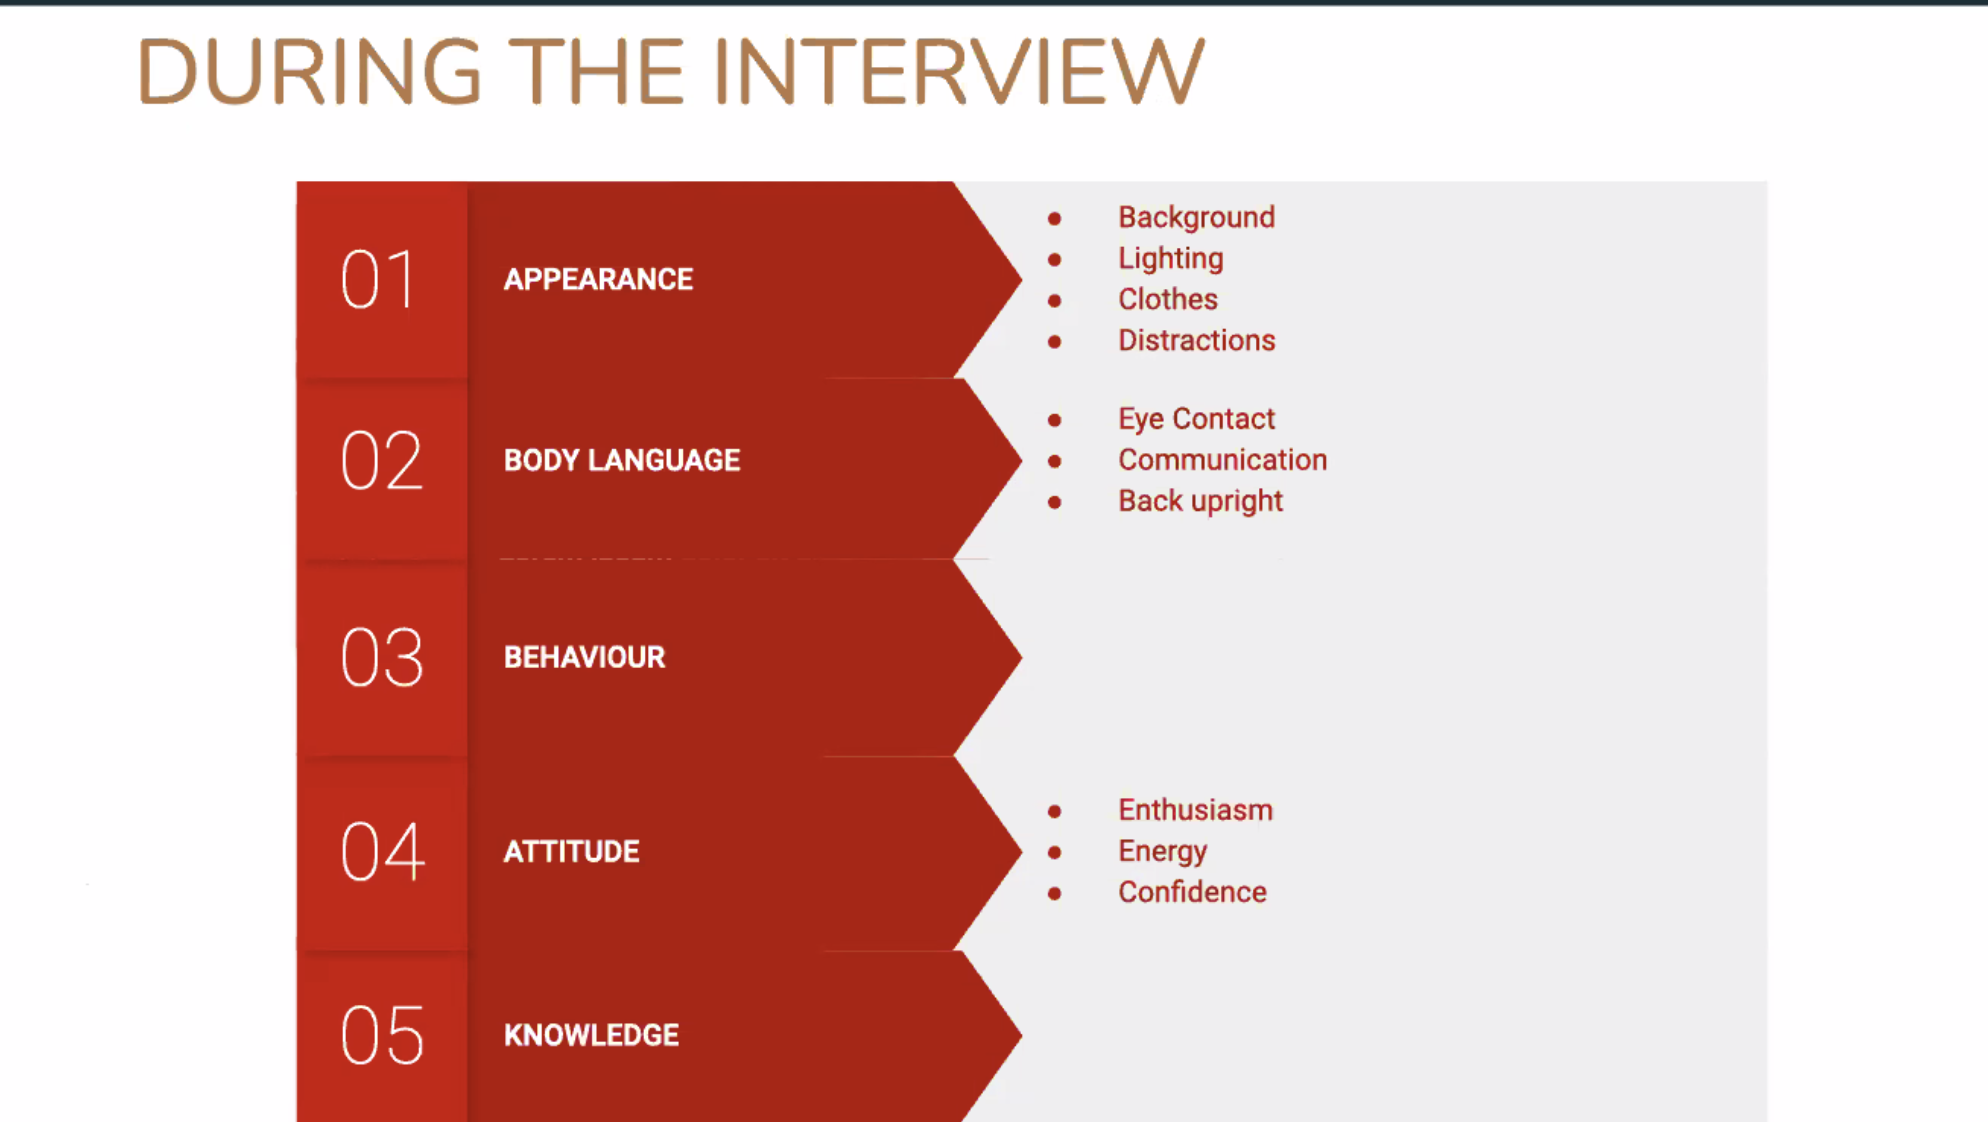 DURING THE INTERVIEW
01
APPEARANCE
Background
Lighting
Clothes
Distractions
02
BODY LANGUAGE
Eye Contact
Communication
Back upright
03
BEHAVIOUR
04
ATTITUDE
Enthusiasm
Energy
Confidence
05
KNOWLEDGE